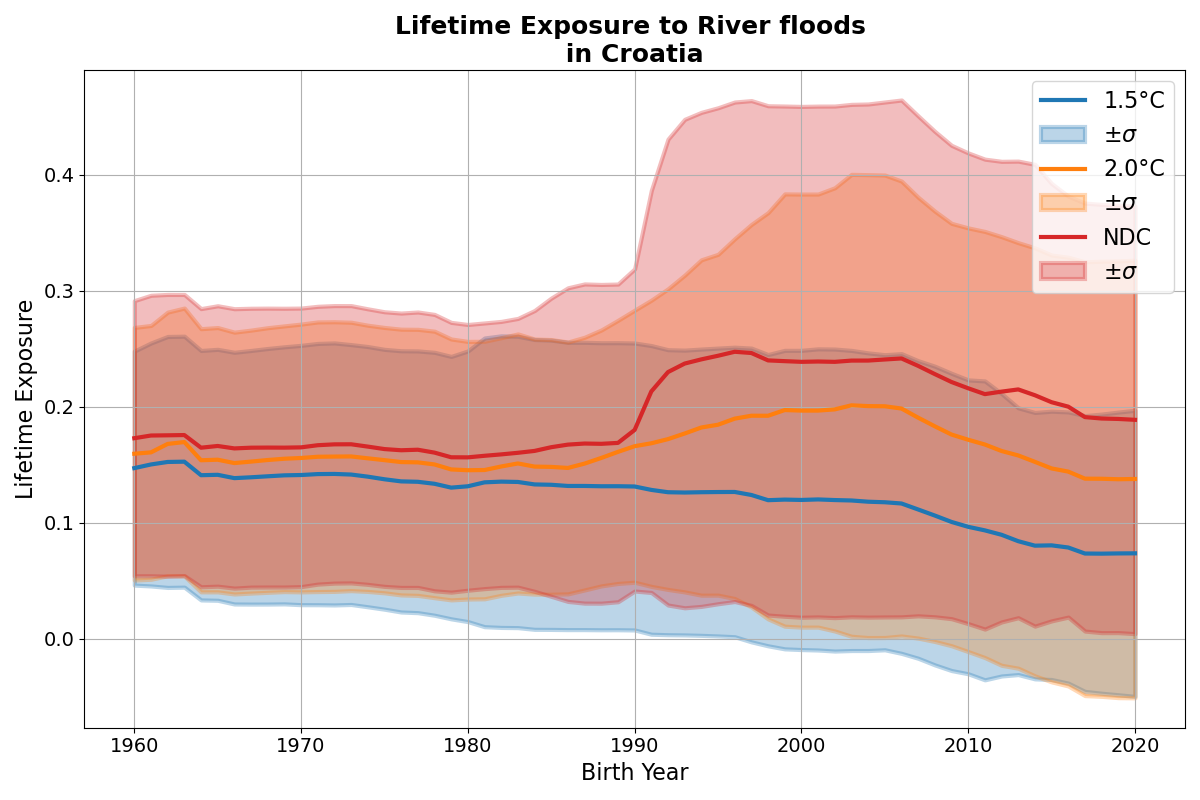 Lifetime Exposure to River floods
in Croatia
Lifetime Exposure
0.4
0.3
0.2
0.1
0.0
1960
1970
1980
1990
2000
2010
2020
Birth Year
1.5°C
±σ
2.0°C
±σ
NDC
±σ